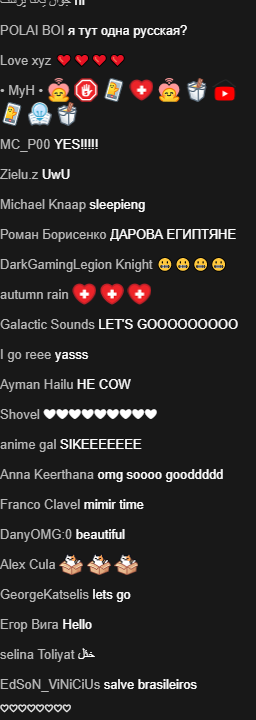 hi
POLAI BOI я тут одна русская?
Love xyz
• MyH •
MC_P00 YES!!!!!
Zielu.z UwU
Michael Knaap sleepieng
Роман Борисенко ДАРОВА ЕГИПТЯНЕ
DarkGamingLegion Knight
autumn rain
Galactic Sounds LET'S GOOOOOOOOO
I go reee yasss
Ayman Hailu HE COW
Shovel
anime gal SIKEEEEEEE
Anna Keerthana omg soooo gooddddd
Franco Clavel mimir time
DanyOMG:0 beautiful
Alex Cula
GeorgeKatselis lets go
Егор Вига Hello
selina Toliyat
EdSoN_ViNiCiUs salve brasileiros